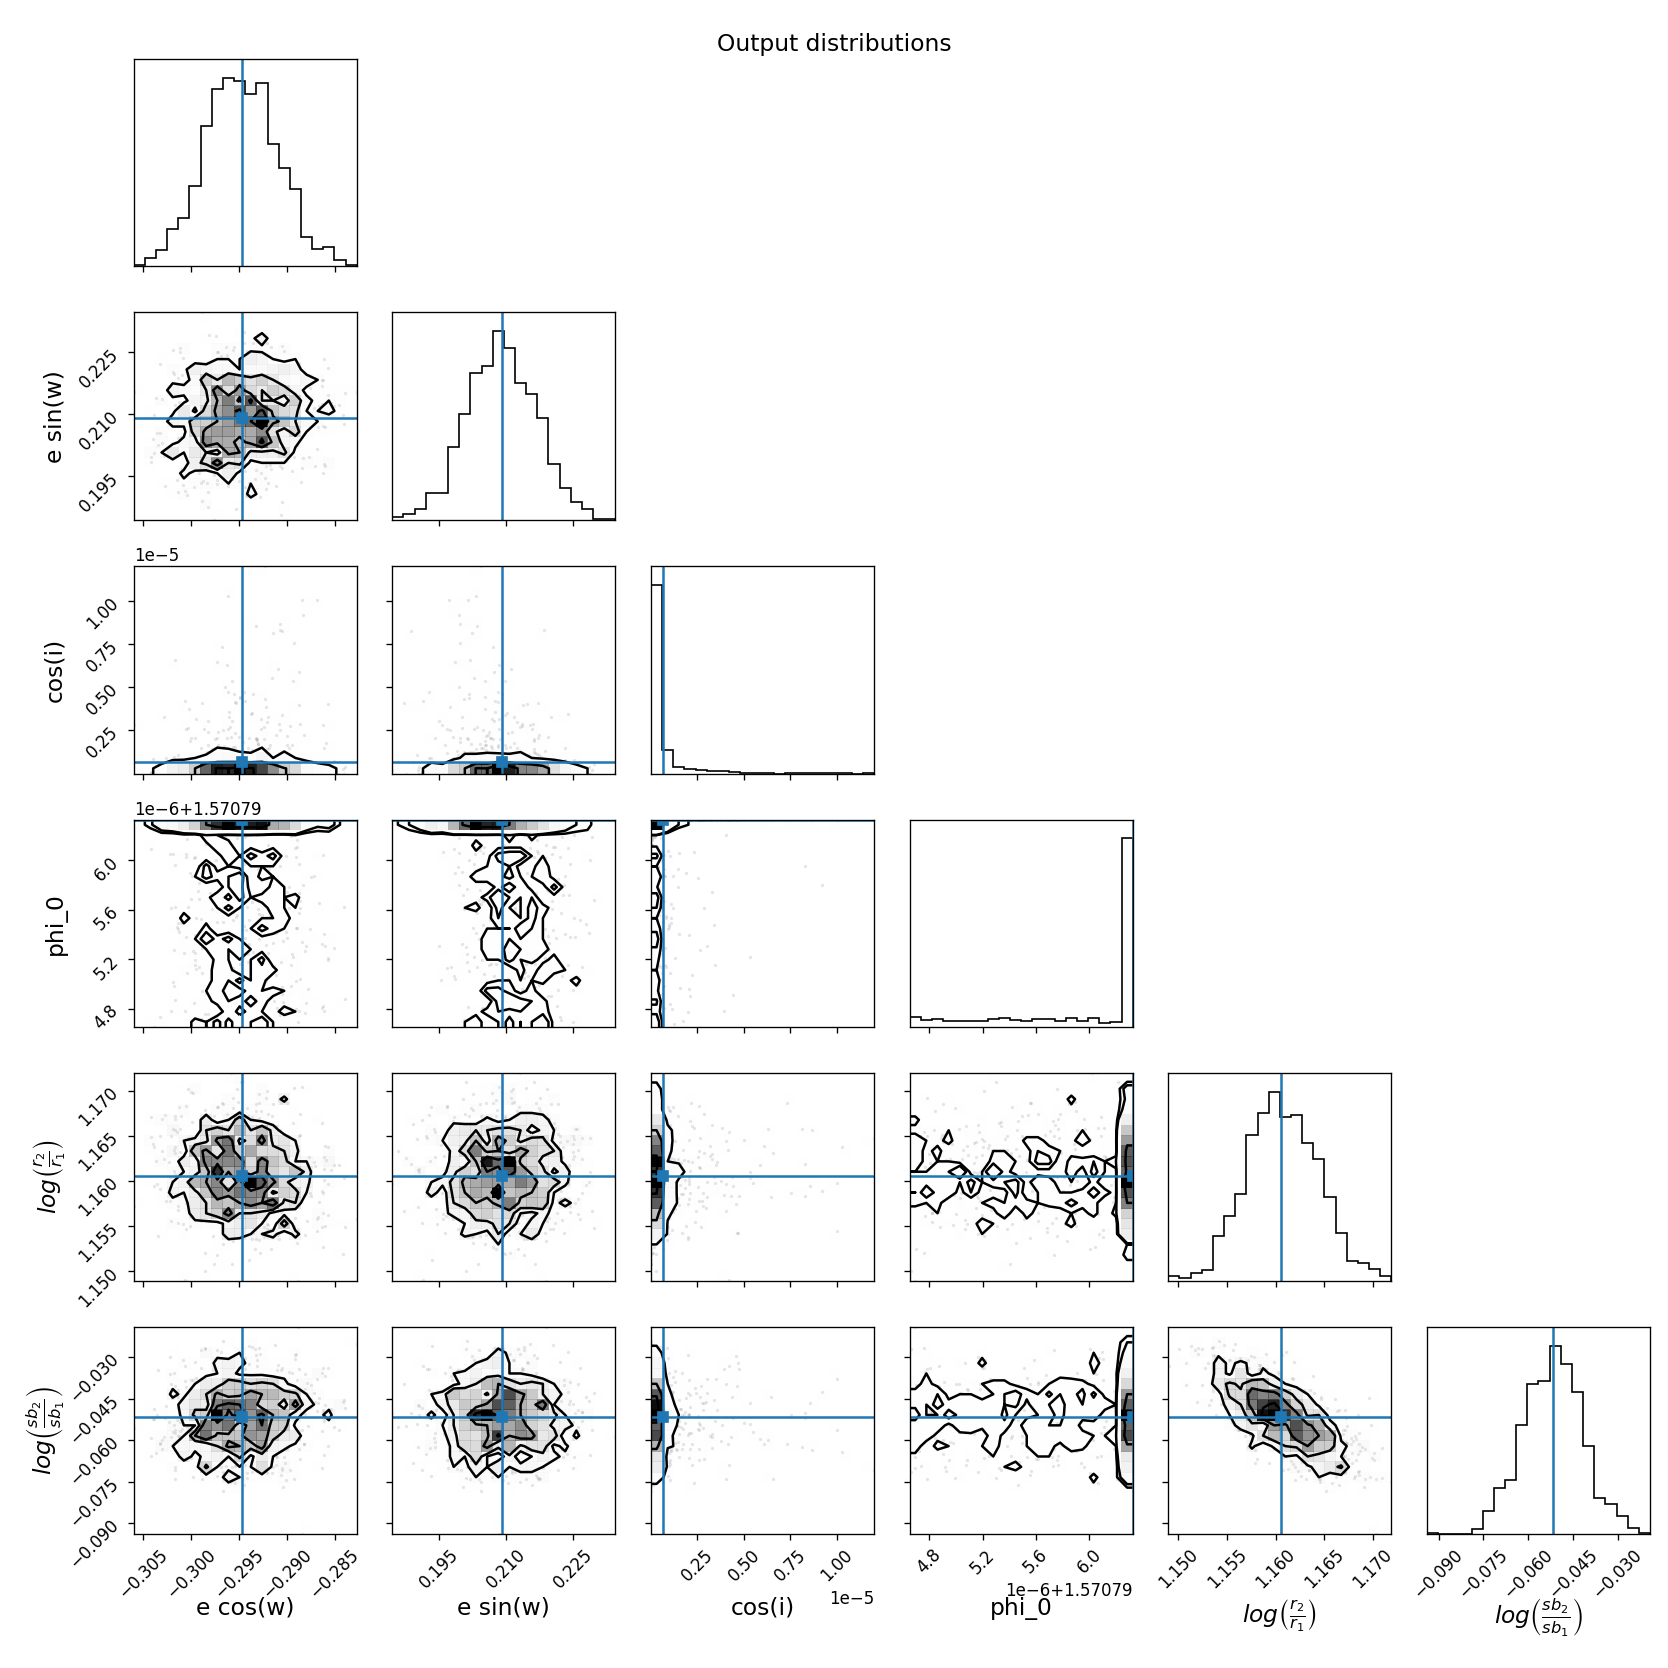 Output distributions
e sin(w)
0.225
0.210
0.195
1e−5
cos(i)
1.00
0.75
0.50
0.25
1e−6+1.57079
phi_0
6.0
5.6
5.2
4.8
log(r2/r1)
1.170
1.165
1.160
1.155
1.150
log(sb2/sb1)
−0.030
−0.045
−0.060
−0.075
−0.090
−0.305 −0.300 −0.295 −0.290 −0.285
e cos(w)
0.195 0.210 0.225
e sin(w)
0.25 0.50 0.75 1.00
1e−5
cos(i)
4.8 5.2 5.6 6.0
1e−6+1.57079
phi_0
1.150 1.155 1.160 1.165 1.170
log(r2/r1)
−0.090 −0.075 −0.060 −0.045 −0.030
log(sb2/sb1)